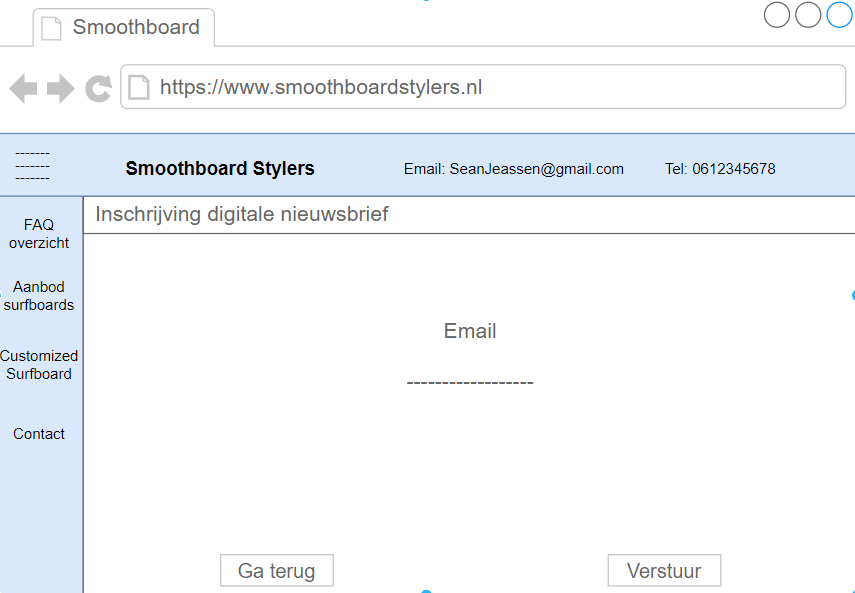 Smoothboard
https://www.smoothboardstylers.nl
-------
-------
-------
Smoothboard Stylers
Email: SeanJeassen@gmail.com
Tel: 0612345678
FAQ
overzicht
Aanbod
surfboards
Customized
Surfboard
Contact
Inschrijving digitale nieuwsbrief
Email
------------------
Ga terug
Verstuur